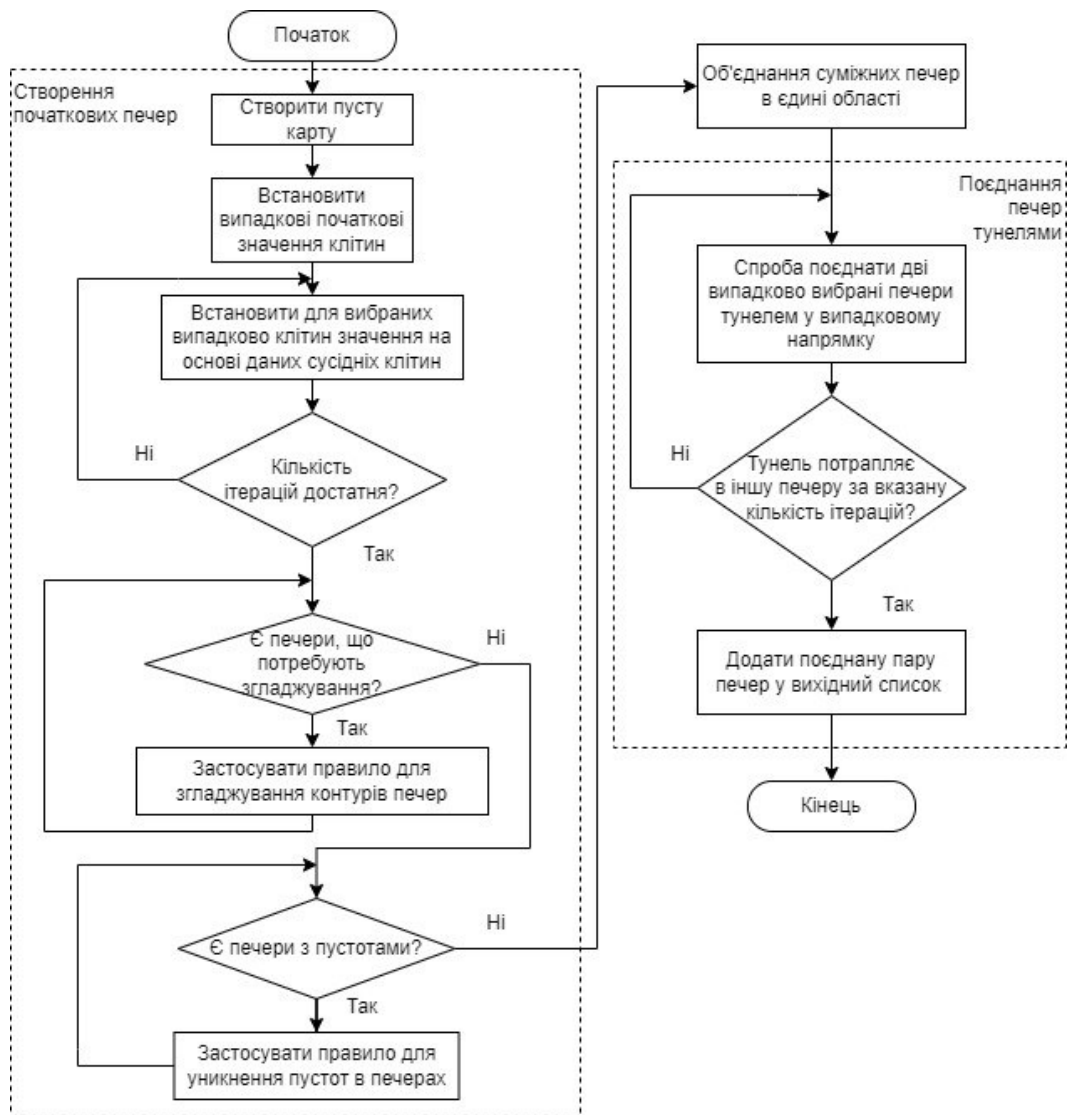 Початок
Створення
початкових печер
Створити пусту
карту
Встановити
випадкові початкові
значення клітин
Встановити для вибраних
випадково клітин значення на
основі даних сусідніх клітин
Ні
Кількість
ітерацій достатня?
Так
Є печери, що
потребують
згладжування?
Ні
Так
Застосувати правило для
згладжування контурів печер
Є печери з пустотами?
Ні
Так
Застосувати правило для
уникнення пустот в печерах
Об'єднання суміжних печер
в єдині області
Поєднання
печер
тунелями
Спроба поєднати дві
випадково вибрані печери
тунелем у випадковому
напрямку
Ні
Тунель потрапляє
в іншу печеру за вказану
кількість ітерацій?
Так
Додати поєднану пару
печер у вихідний список
Кінець